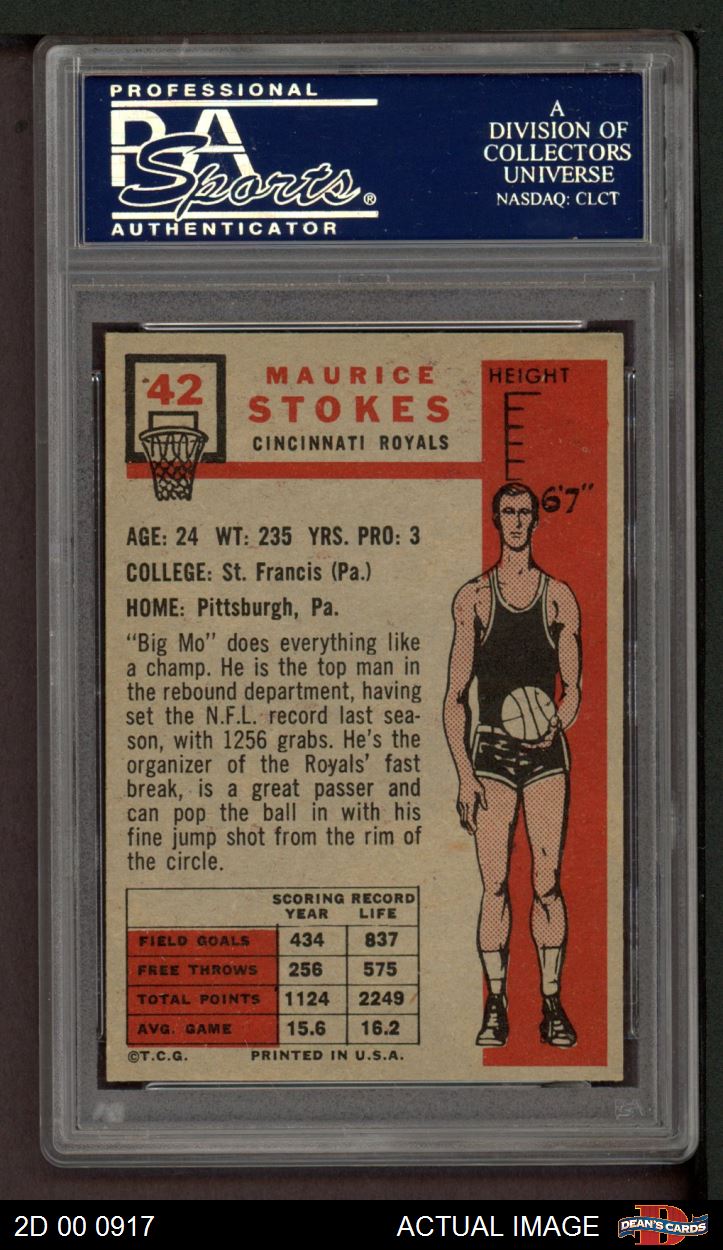 PROFESSIONAL
PSA
Sports®
AUTHENTICATOR
A
DIVISION OF
COLLECTORS
UNIVERSE
NASDAQ: CLCT
42
MAURICE
STOKES
CINCINNATI ROYALS
HEIGHT
6'7"
AGE: 24 WT: 235 YRS. PRO: 3
COLLEGE: St. Francis (Pa.)
HOME: Pittsburgh, Pa.
"Big Mo" does everything like
a champ. He is the top man in
the rebound department, having
set the N.F.L. record last sea-
son, with 1256 grabs. He's the
organizer of the Royals' fast
break, is a great passer and
can pop the ball in with his
fine jump shot from the rim of
the circle.
SCORING RECORD
YEAR LIFE
FIELD GOALS 434 837
FREE THROWS 256 575
TOTAL POINTS 1124 2249
AVG. GAME 15.6 16.2
©T.C.G. PRINTED IN U.S.A.
PSA
2D 00 0917 ACTUAL IMAGE DEAN'S CARDS